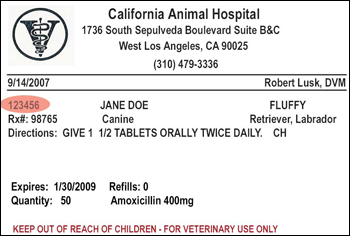 California Animal Hospital
1736 South Sepulveda Boulevard Suite B&C
West Los Angeles, CA 90025
(310) 479-3336
9/14/2007 Robert Lusk, DVM
123456 JANE DOE FLUFFY
Rx#: 98765 Canine Retriever, Labrador
Directions: GIVE 1 1/2 TABLETS ORALLY TWICE DAILY. CH
Expires: 1/30/2009 Refills: 0
Quantity: 50 Amoxicillin 400mg
KEEP OUT OF REACH OF CHILDREN - FOR VETERINARY USE ONLY